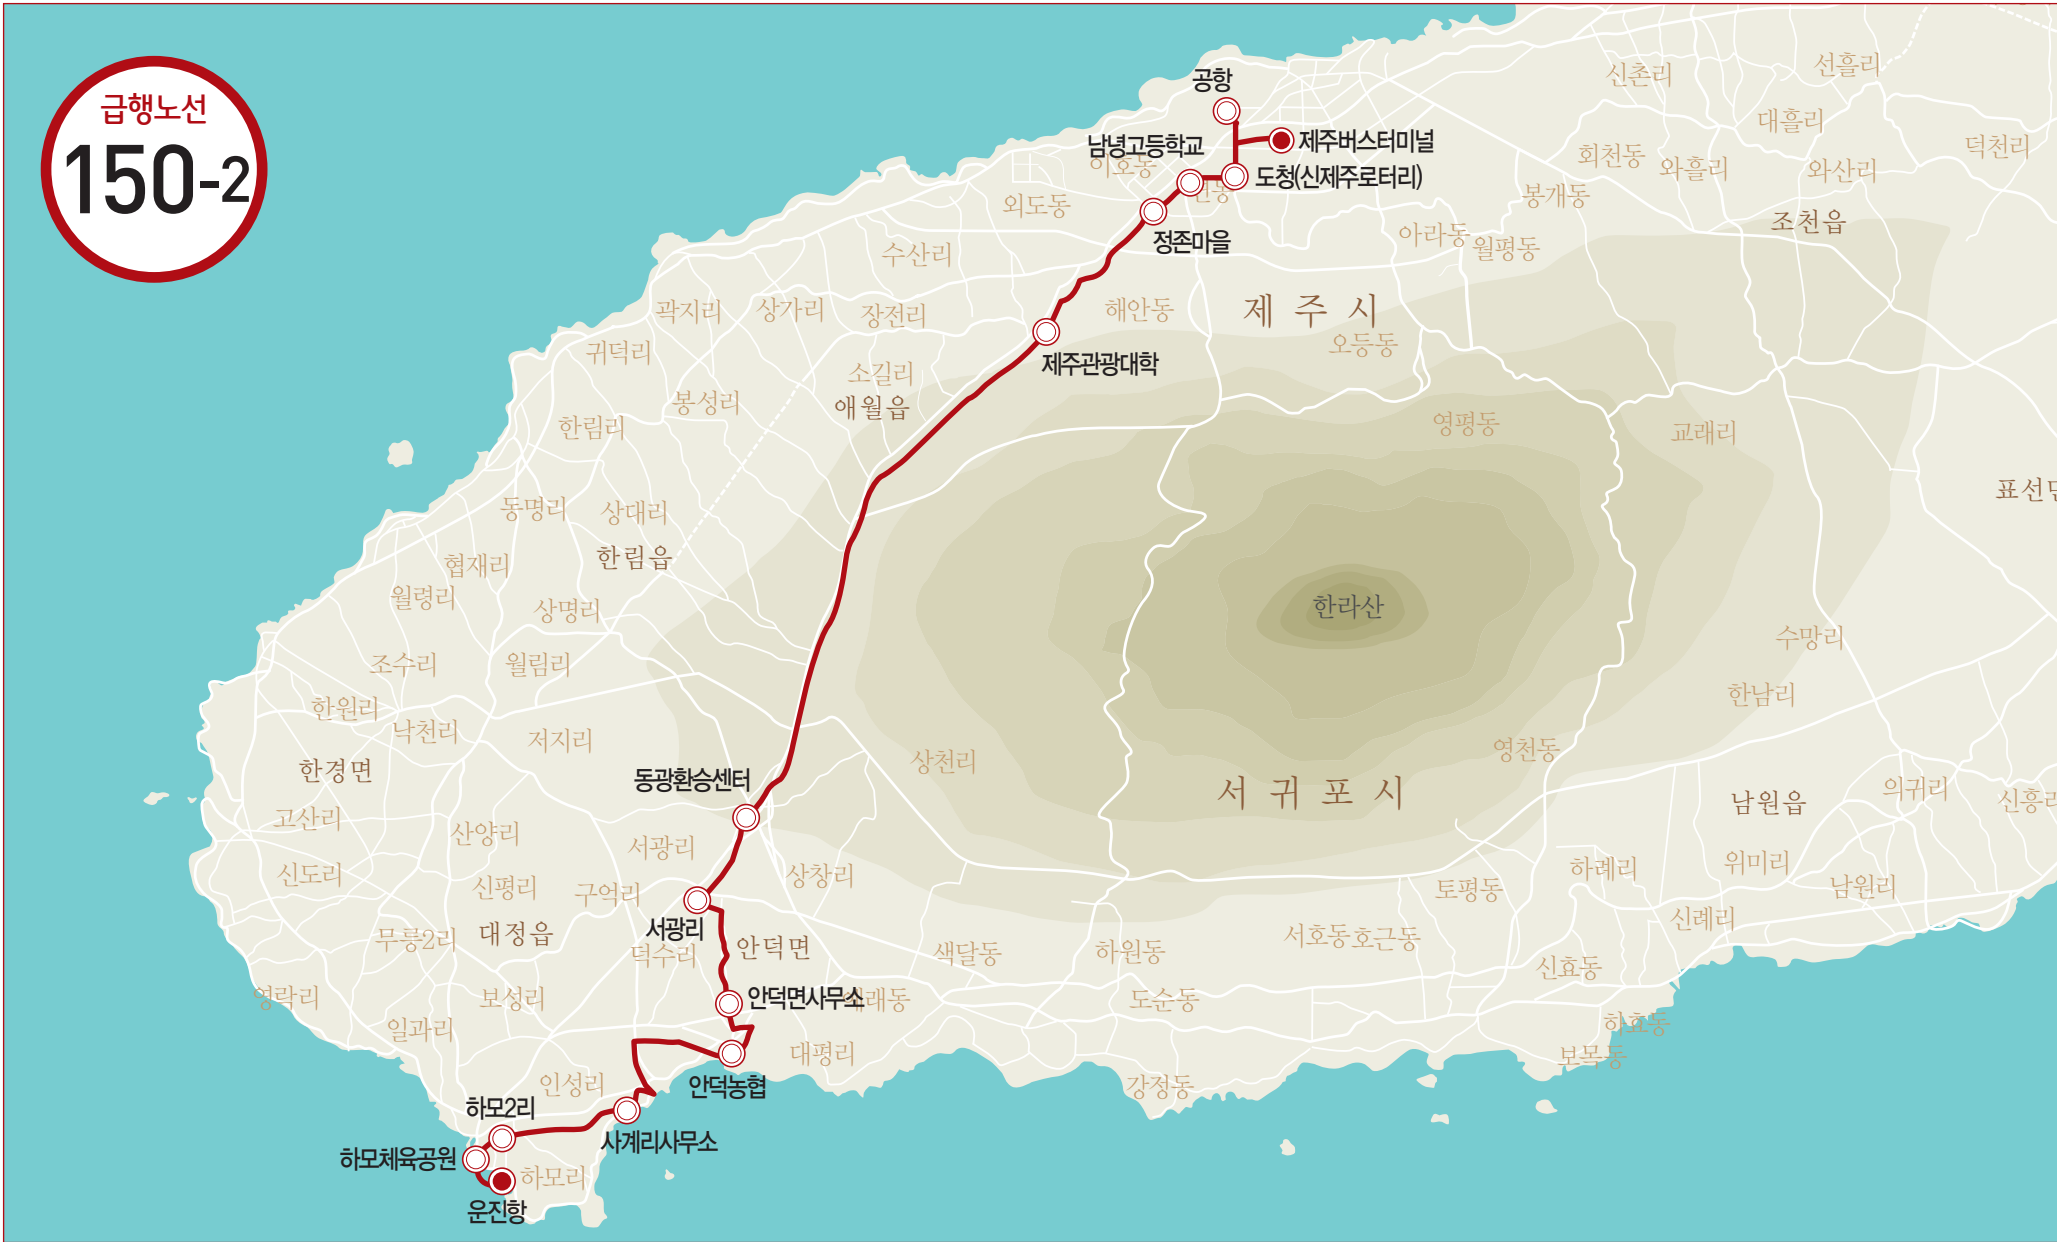 급행노선
150-2
공항
제주버스터미널
남녕고등학교
이호동
도청(신제주로터리)
정존마을
제주관광대학
동광환승센터
서광리
안덕면사무소
안덕농협
사계리사무소
하모2리
하모체육공원
운진항
신촌리
선흘리
대흘리
덕천리
회천동
와흘리
와산리
봉개동
조천읍
외도동
아라동
월평동
수산리
곽지리
상가리
장전리
해안동
제 주 시
오등동
귀덕리
소길리
봉성리
애월읍
한림리
영평동
교래리
표선면
동명리
상대리
협재리
한림읍
월령리
상명리
한라산
조수리
월림리
수망리
한원리
낙천리
저지리
한남리
한경면
상천리
영천동
서 귀 포 시
남원읍
의귀리
신흥리
고산리
산양리
서광리
신도리
신평리
구억리
상창리
하례리
위미리
토평동
남원리
무릉2리
대정읍
덕수리
안덕면
색달동
하원동
서호동
호근동
신례리
신효동
영락리
보성리
예래동
도순동
일과리
하효동
대평리
보목동
인성리
강정동
하모리